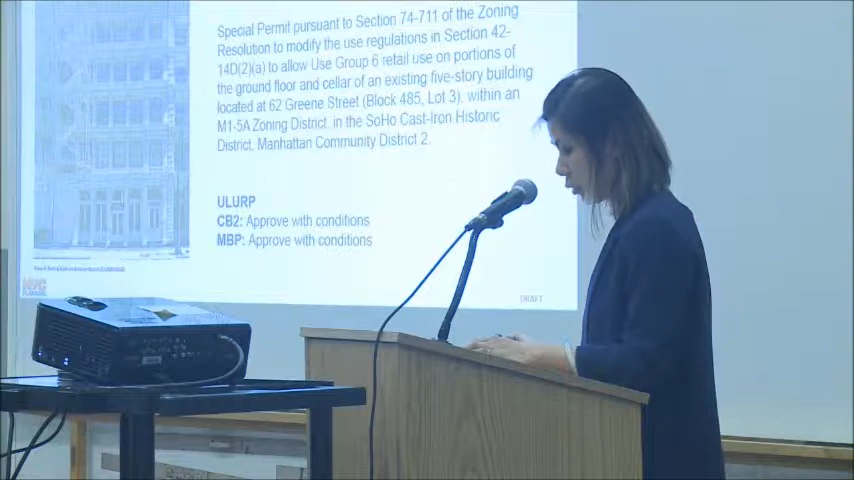 Special Permit pursuant to Section 74-711 of the Zoning
Resolution to modify the use regulations in Section 42-
14D(2)(a) to allow Use Group 6 retail use on portions of
the ground floor and cellar of an existing five-story building
located at 62 Greene Street (Block 485, Lot 3), within an
M1-5A Zoning District, in the SoHo Cast-Iron Historic
District, Manhattan Community District 2.
ULURP
CB2: Approve with conditions
MBP: Approve with conditions
NYC
PLANNING
DRAFT